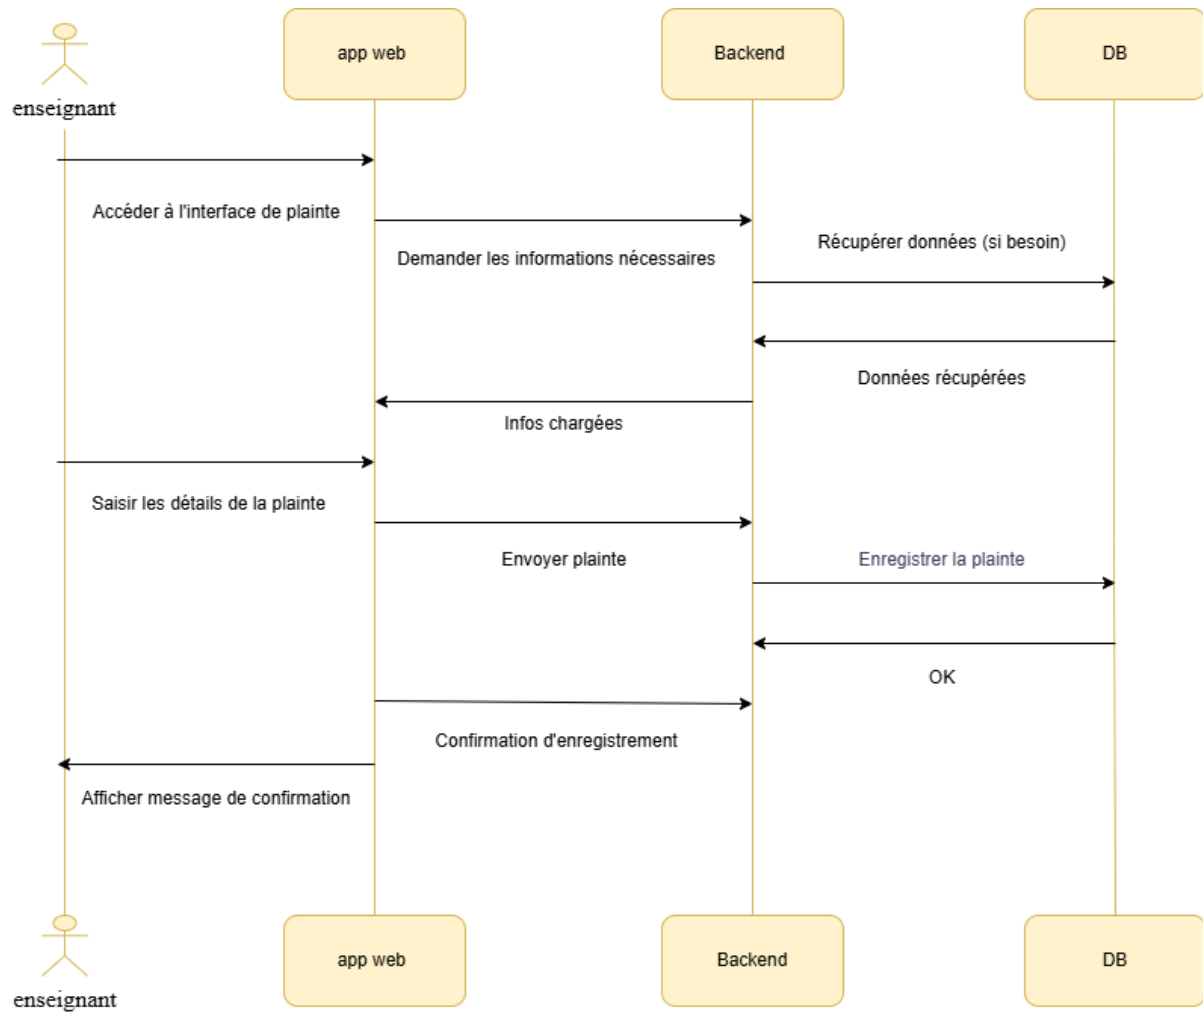 app web
Backend
DB
enseignant
Accéder à l'interface de plainte
Demander les informations nécessaires
Récupérer données (si besoin)
Données récupérées
Infos chargées
Saisir les détails de la plainte
Envoyer plainte
Enregistrer la plainte
OK
Confirmation d'enregistrement
Afficher message de confirmation
app web
Backend
DB
enseignant